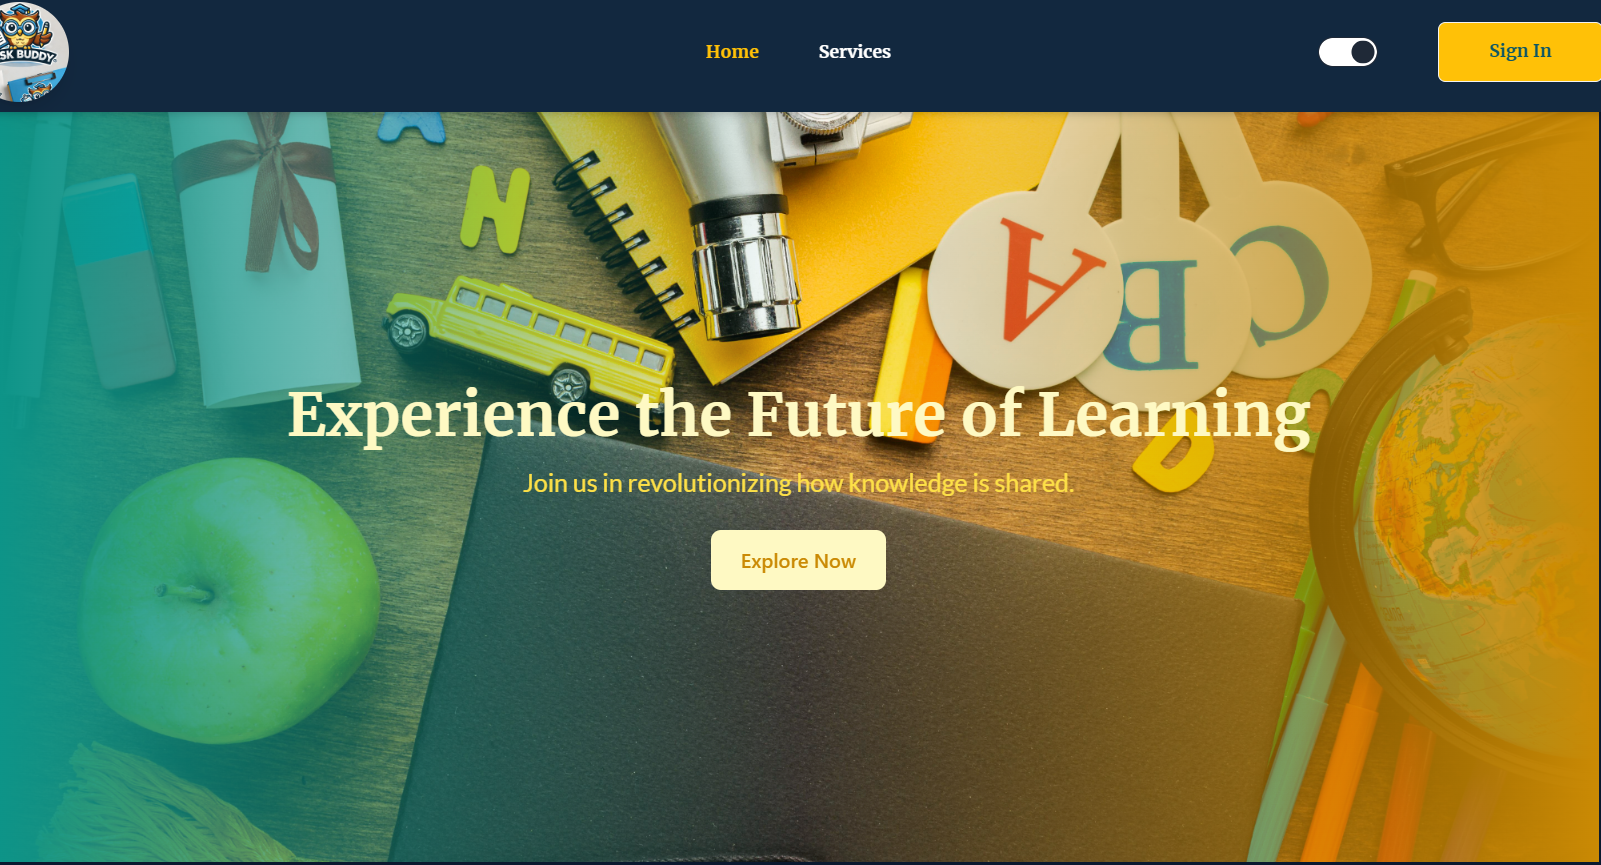 SK BUDDY
Home
Services
Sign In
N
A
B
C
Experience the Future of Learning
D
Join us in revolutionizing how knowledge is shared.
Explore Now